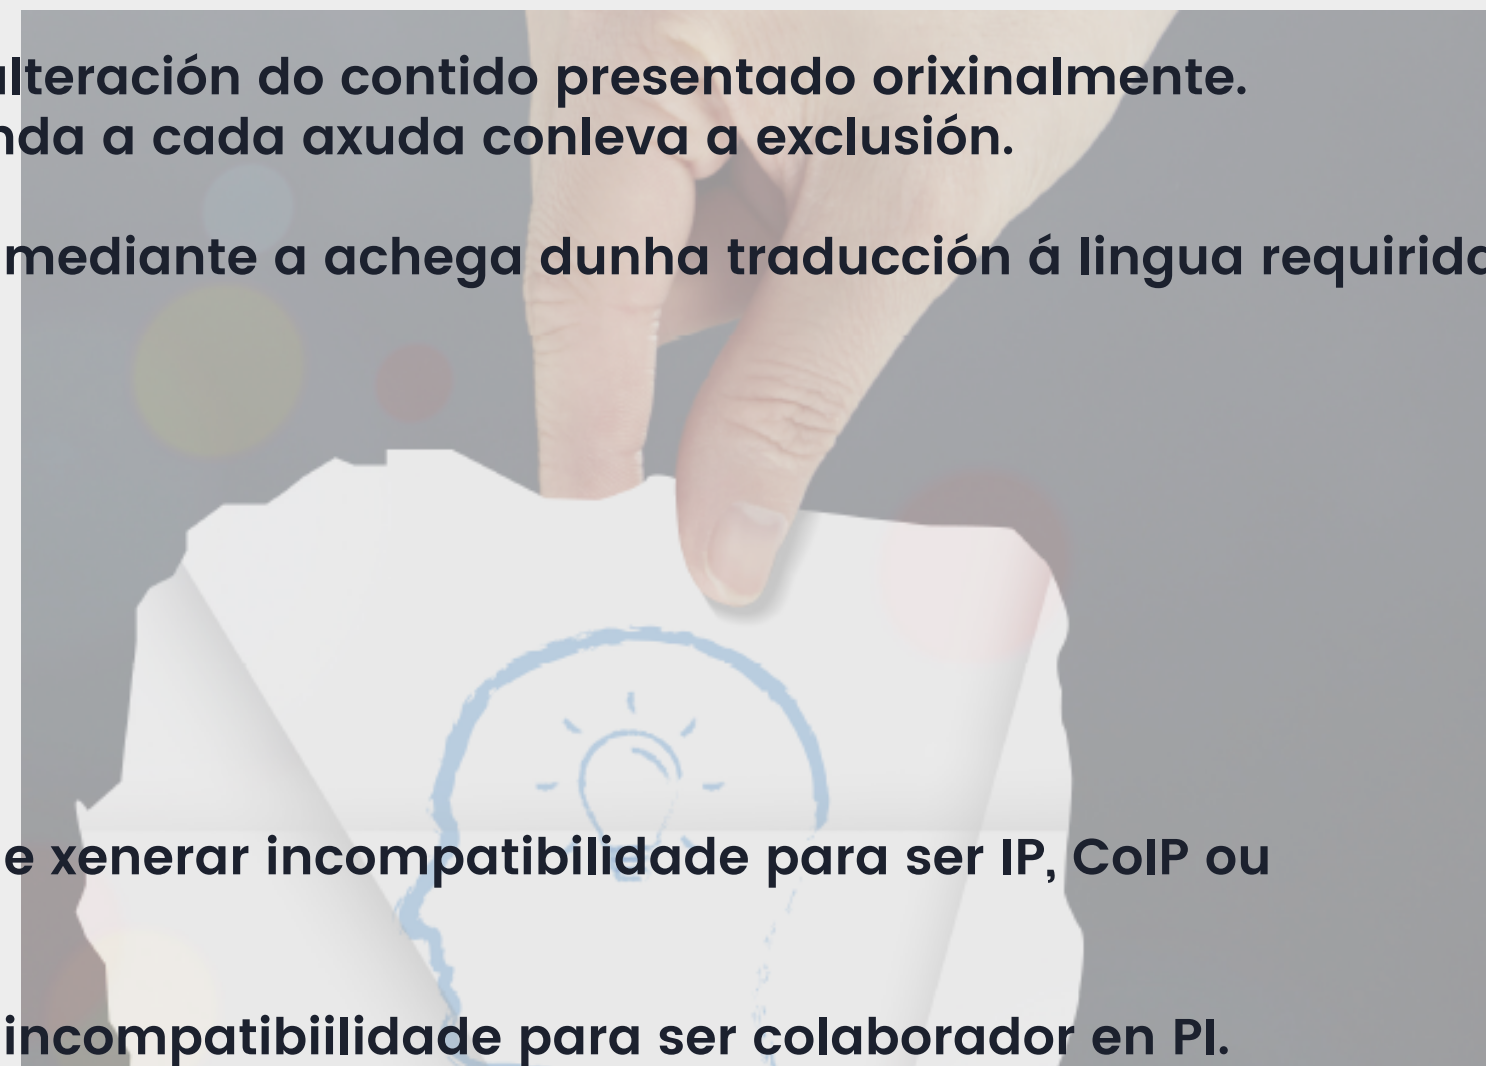 lteración do contido presentado orixinalmente.
nda a cada axuda conleva a exclusión.
mediante a achega dunha traducción á lingua requirida
e xenerar incompatibilidade para ser IP, CoIP ou
incompatibiilidade para ser colaborador en PI.